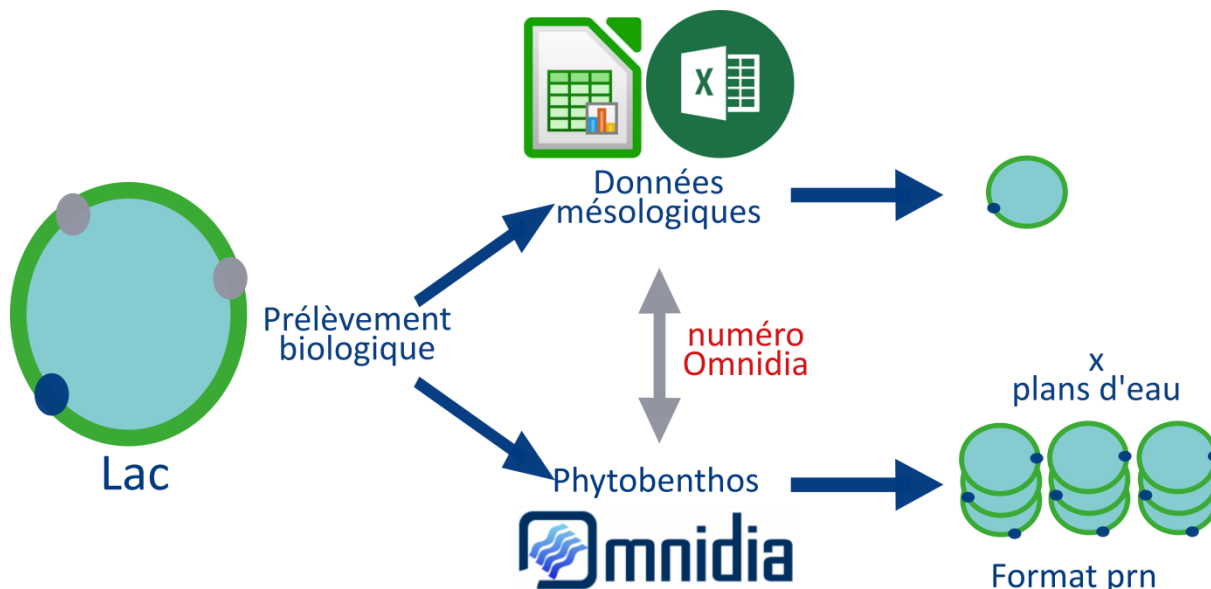 X
Données
mésologiques
Prélèvement
biologique
numéro
Omnidia
x
plans d'eau
Lac
Phytobenthos
Omnidia
Format prn